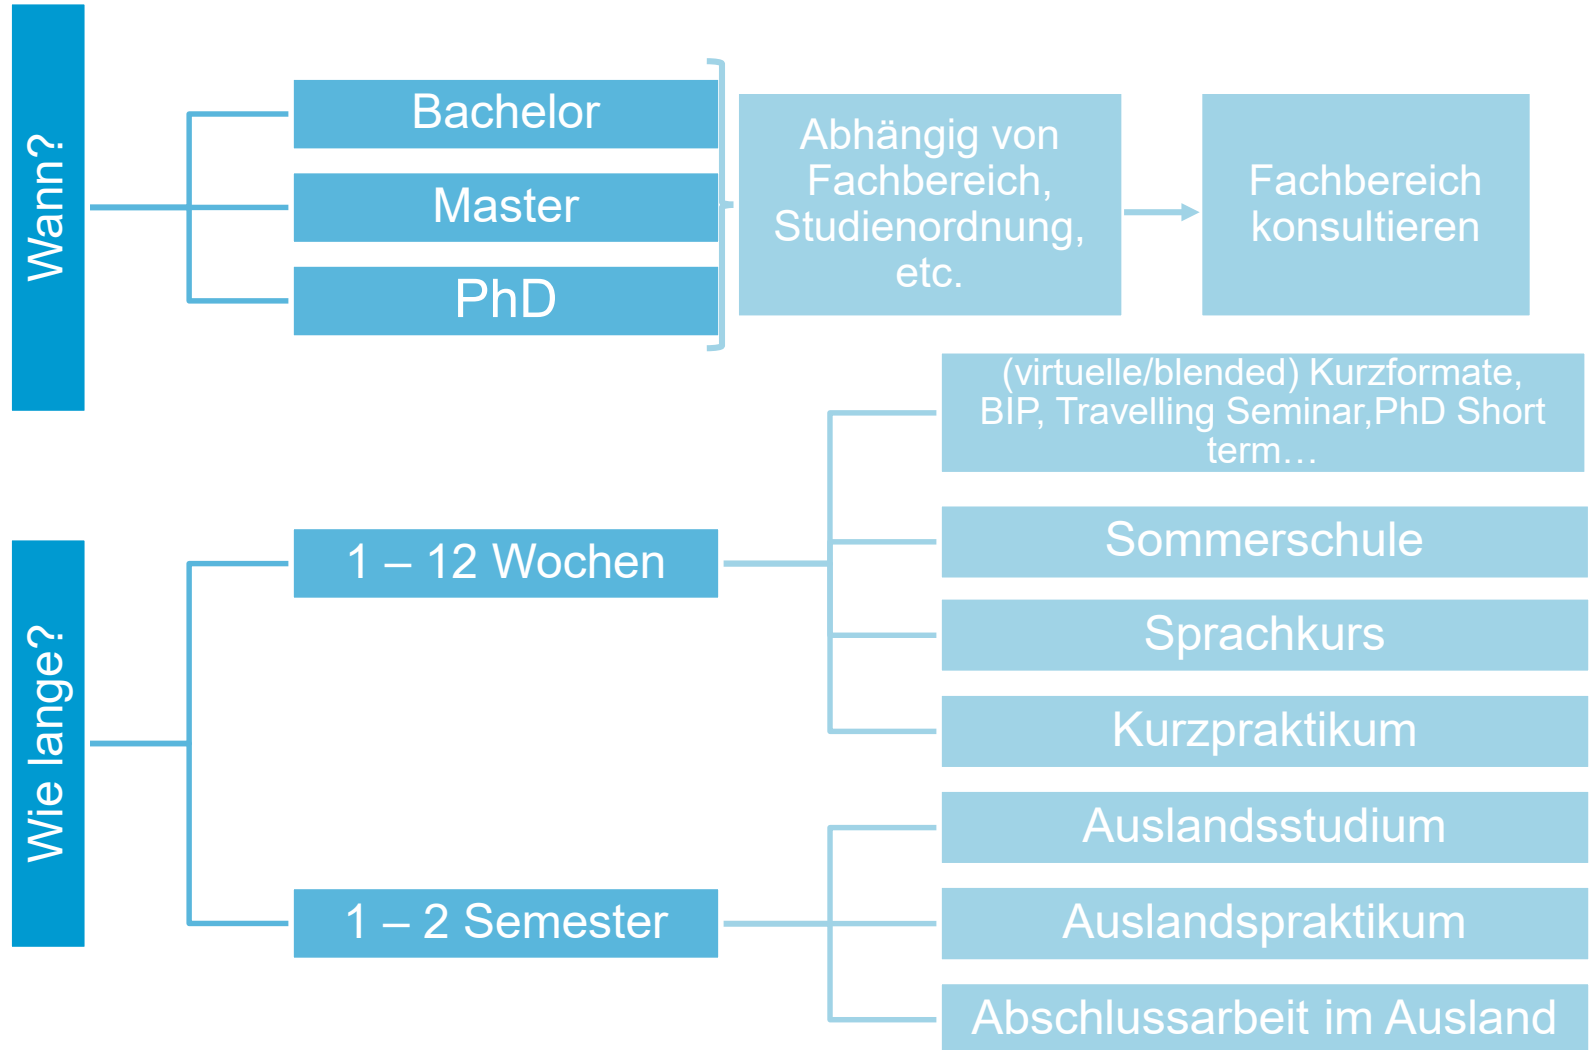 Wann?
Bachelor
Master
PhD
Abhängig von
Fachbereich,
Studienordnung,
etc.
Fachbereich
konsultieren
Wie lange?
1 – 12 Wochen
(virtuelle/blended) Kurzformate,
BIP, Travelling Seminar,PhD Short
term…
Sommerschule
Sprachkurs
Kurzpraktikum
1 – 2 Semester
Auslandsstudium
Auslandspraktikum
Abschlussarbeit im Ausland